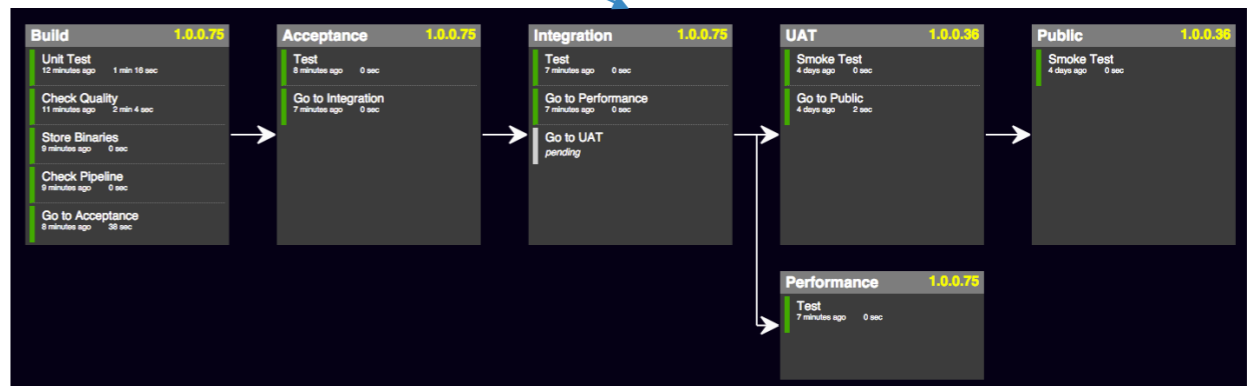 Build 1.0.0.75
Unit Test
12 minutes ago 1 min 16 sec
Check Quality
11 minutes ago 2 min 4 sec
Store Binaries
9 minutes ago 0 sec
Check Pipeline
9 minutes ago 0 sec
Go to Acceptance
8 minutes ago 36 sec
Acceptance 1.0.0.75
Test
8 minutes ago 0 sec
Go to Integration
7 minutes ago 0 sec
Integration 1.0.0.75
Test
7 minutes ago 0 sec
Go to Performance
7 minutes ago 0 sec
Go to UAT
pending
UAT 1.0.0.36
Smoke Test
4 days ago 0 sec
Go to Public
4 days ago 2 sec
Public 1.0.0.36
Smoke Test
4 days ago 0 sec
Performance 1.0.0.75
Test
7 minutes ago 0 sec